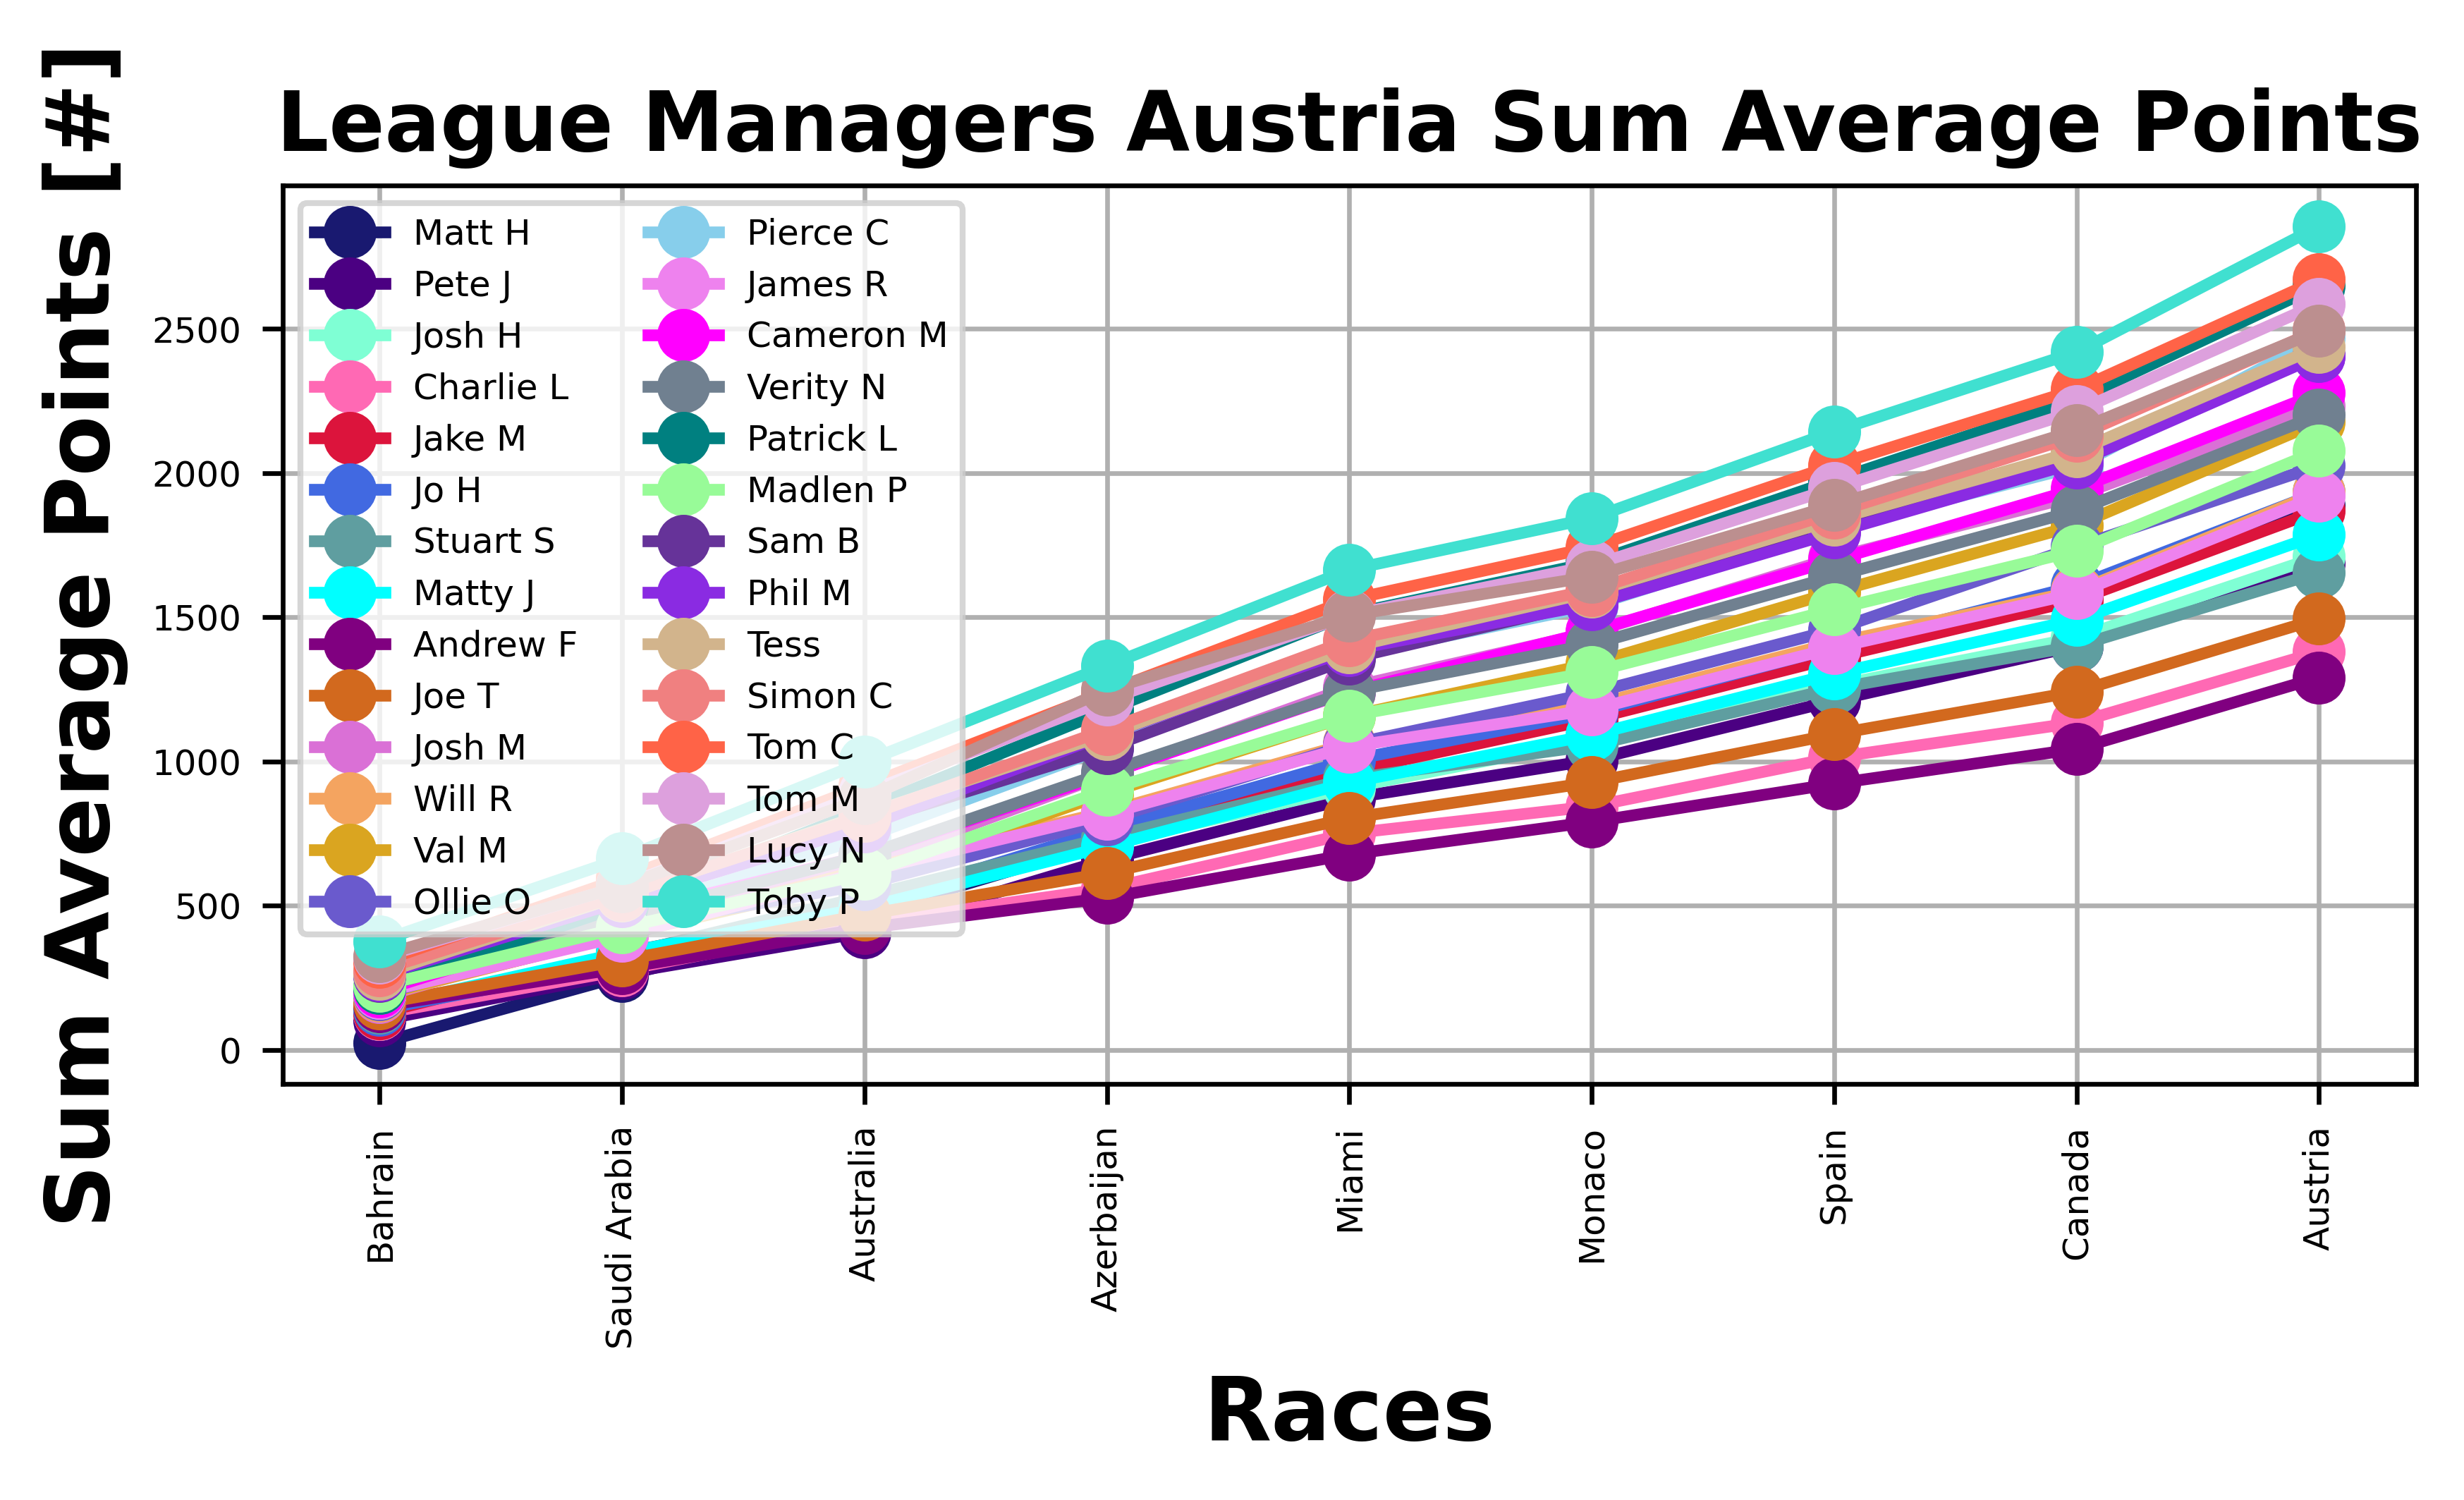 League Managers Austria Sum Average Points
Sum Average Points [#]
2500
2000
1500
1000
500
0
Matt H
Pete J
Josh H
Charlie L
Jake M
Jo H
Stuart S
Matty J
Andrew F
Joe T
Josh M
Will R
Val M
Ollie O
Pierce C
James R
Cameron M
Verity N
Patrick L
Madlen P
Sam B
Phil M
Tess
Simon C
Tom C
Tom M
Lucy N
Toby P
Bahrain
Saudi Arabia
Australia
Azerbaijan
Miami
Monaco
Spain
Canada
Austria
Races